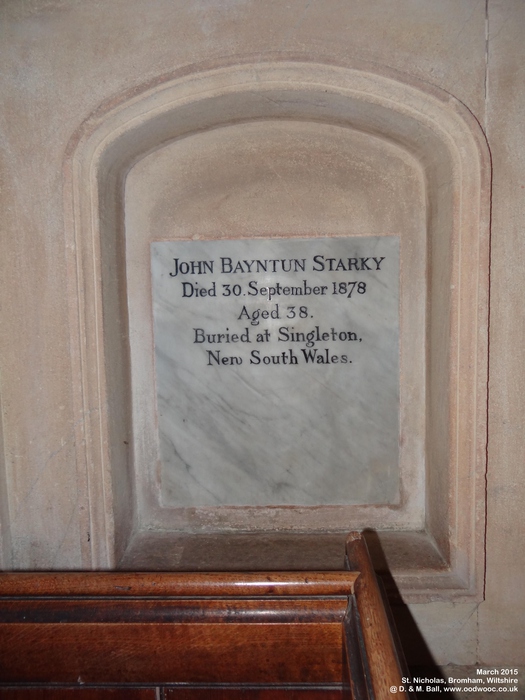 JOHN BAYNTUN STARKY
Died 30. September 1878
Aged 38.
Buried at Singleton,
New South Wales.
March 2015
St. Nicholas, Bromham, Wiltshire
@ D. & M. Ball, www.oodwooc.co.uk